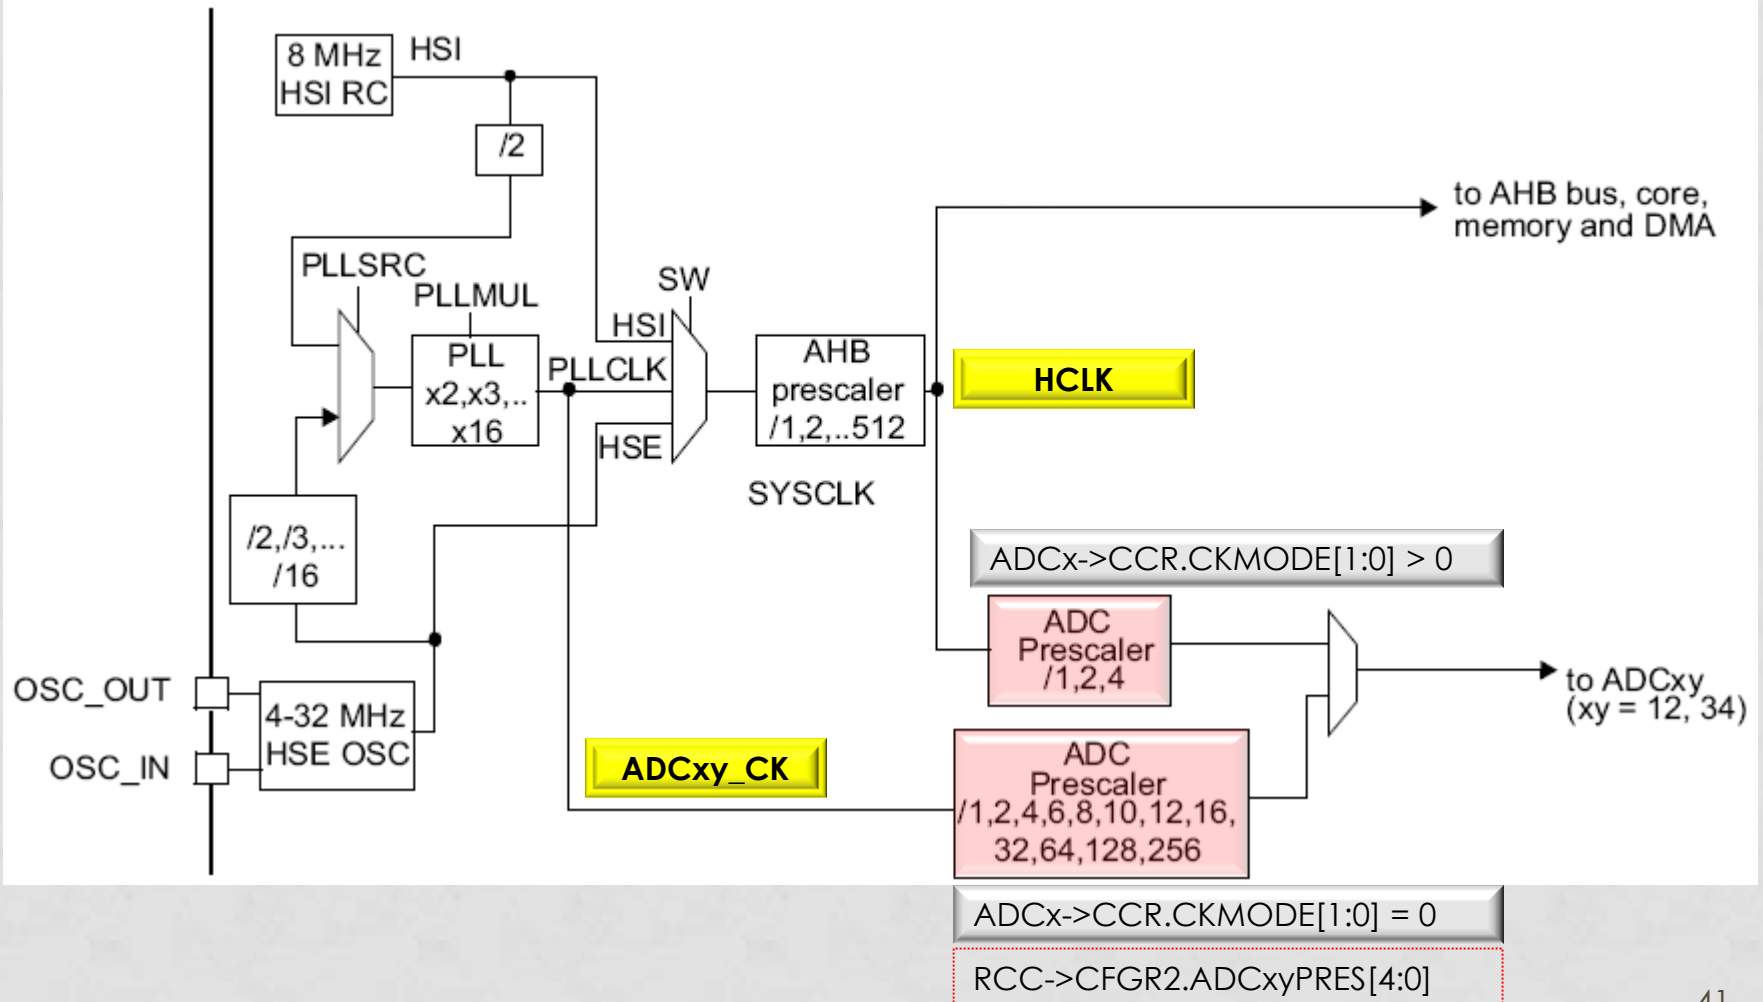 8 MHz
HSI RC
HSI
/2
to AHB bus, core,
memory and DMA
PLLSRC
PLLMUL
SW
HSI
PLL
x2,x3,..
x16
PLLCLK
AHB
prescaler
/1,2,..512
HCLK
HSE
SYSCLK
/2,/3,...
/16
ADCx->CCR.CKMODE[1:0] > 0
ADC
Prescaler
/1,2,4
to ADCxy
(xy = 12, 34)
OSC_OUT
4-32 MHz
HSE OSC
OSC_IN
ADCxy_CK
ADC
Prescaler
/1,2,4,6,8,10,12,16,
32,64,128,256
ADCx->CCR.CKMODE[1:0] = 0
RCC->CFGR2.ADCxyPRES[4:0]
41